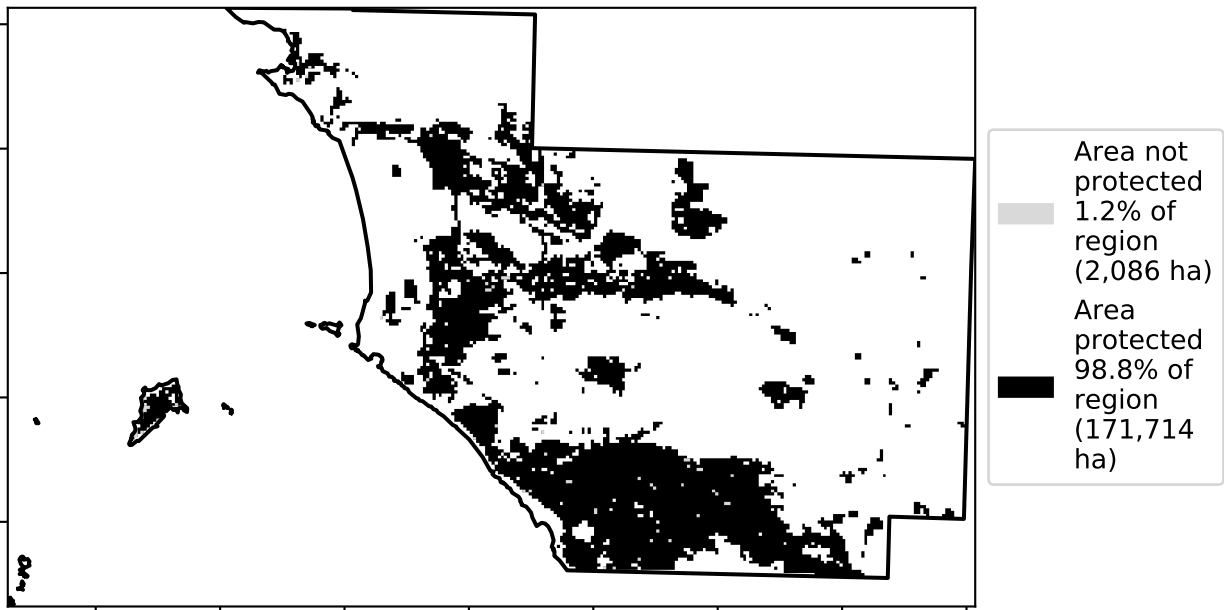 Area not
protected
1.2% of
region
(2,086 ha)
Area
protected
98.8% of
region
(171,714
ha)